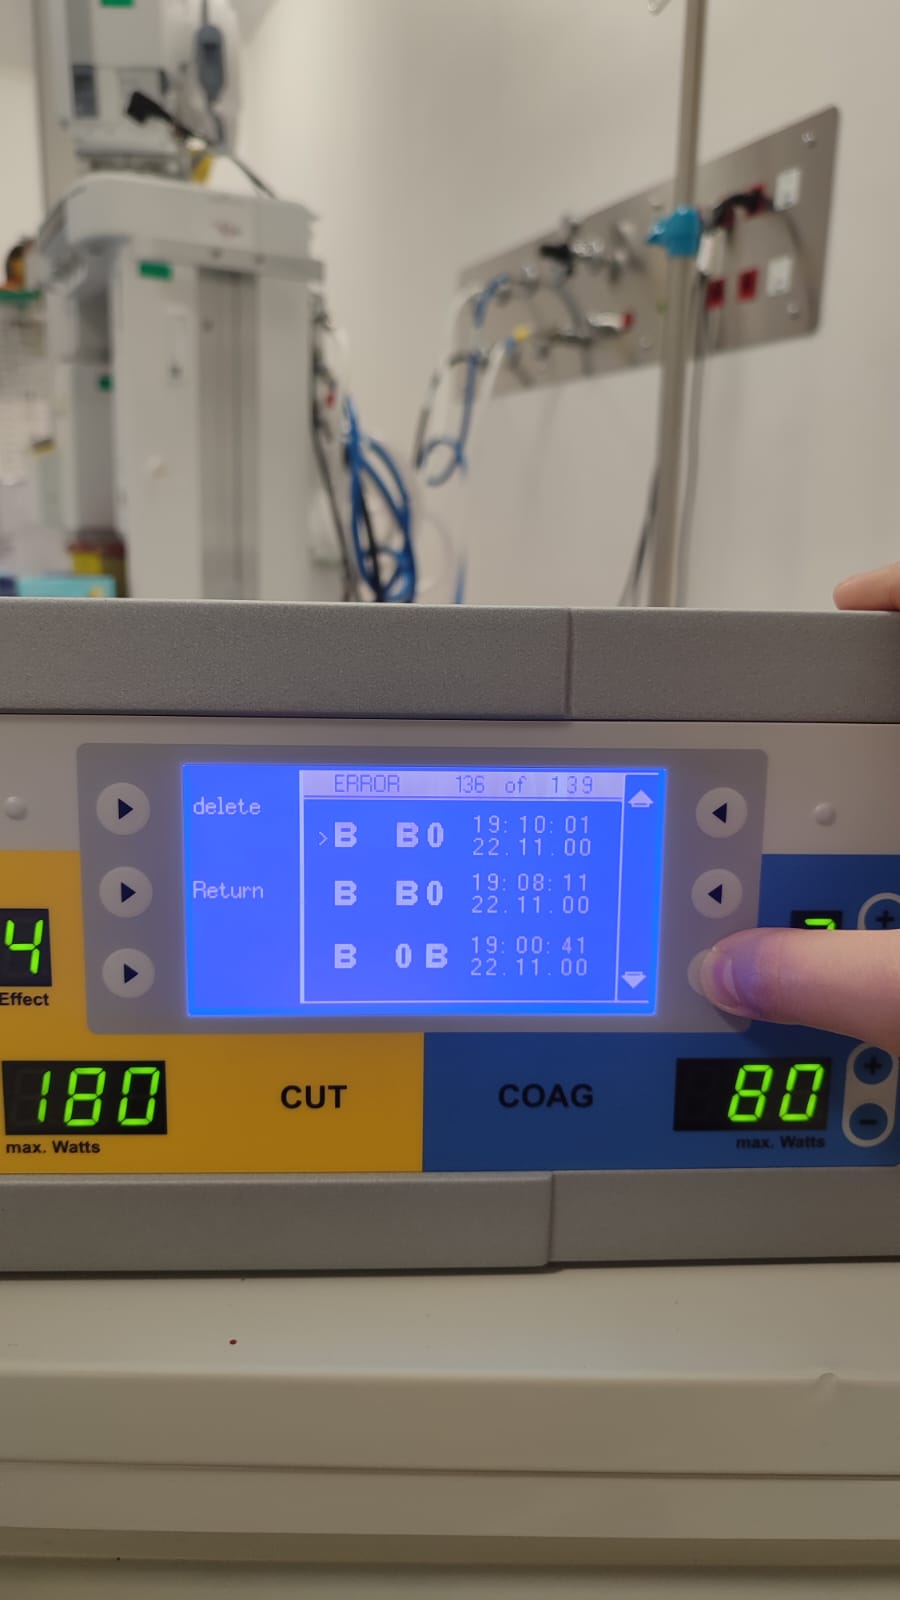 ERROR 136 of 139
delete
>B B0 19:10:01
22.11.00
Return
B B0 19:08:11
22.11.00
B 0B 19:00:41
22.11.00
4
Effect
180
max. Watts
CUT
COAG
80
max. Watts
+
+
−